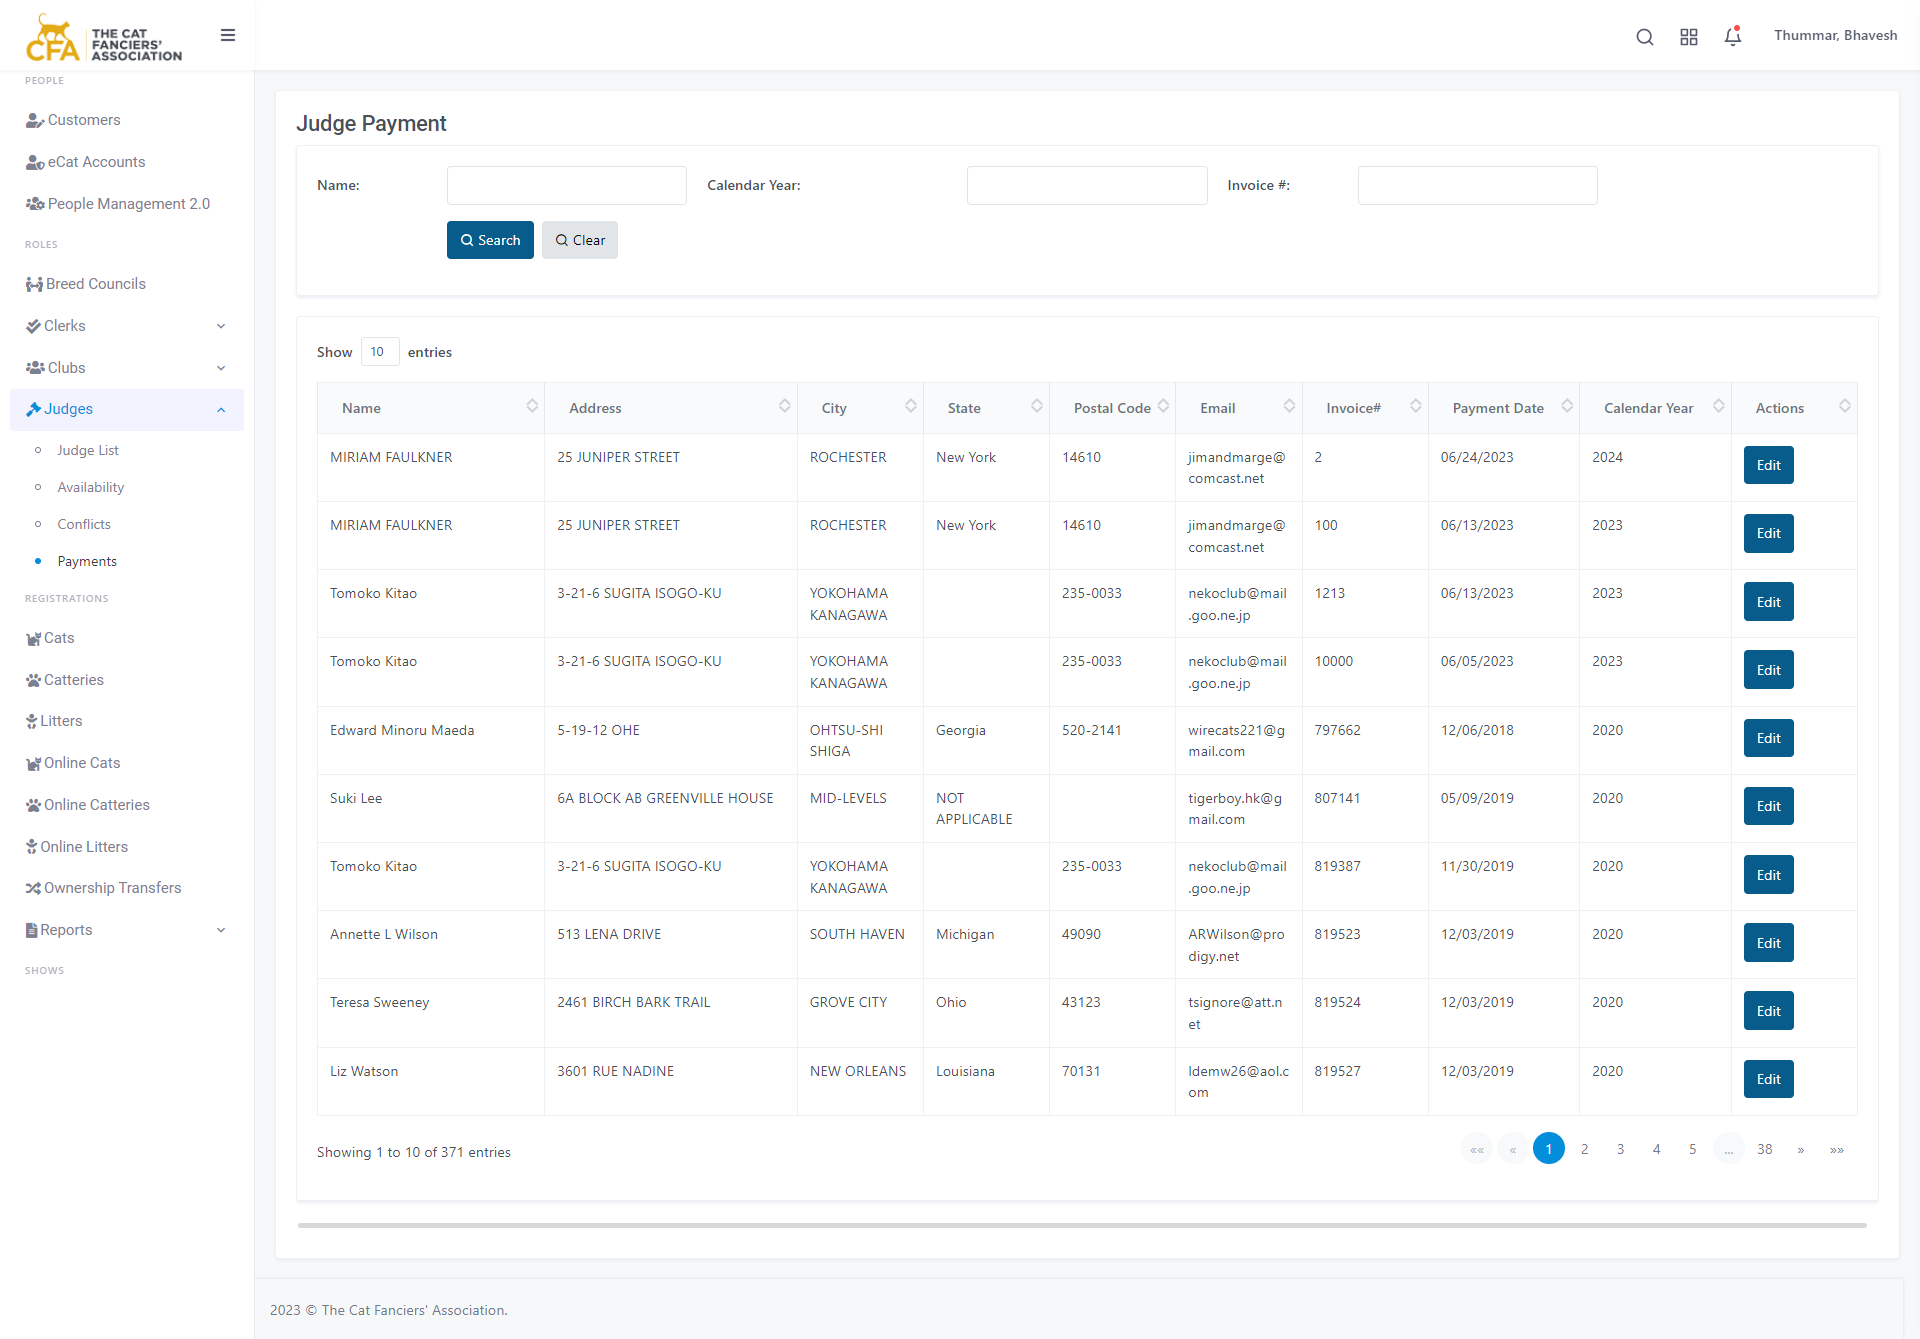 CFA THE CAT FANCIERS' ASSOCIATION
Thummar, Bhavesh
PEOPLE
Customers
eCat Accounts
People Management 2.0
ROLES
Breed Councils
Clerks
Clubs
Judges
Judge List
Availability
Conflicts
Payments
REGISTRATIONS
Cats
Catteries
Litters
Online Cats
Online Catteries
Online Litters
Ownership Transfers
Reports
SHOWS
Judge Payment
Name: Calendar Year: Invoice #:
Search Clear
Show 10 entries
Name Address City State Postal Code Email Invoice# Payment Date Calendar Year Actions
MIRIAM FAULKNER 25 JUNIPER STREET ROCHESTER New York 14610 jimandmarge@ 2 06/24/2023 2024 Edit
comcast.net
MIRIAM FAULKNER 25 JUNIPER STREET ROCHESTER New York 14610 jimandmarge@ 100 06/13/2023 2023 Edit
comcast.net
Tomoko Kitao 3-21-6 SUGITA ISOGO-KU YOKOHAMA 235-0033 nekoclub@mail 1213 06/13/2023 2023 Edit
KANAGAWA .goo.ne.jp
Tomoko Kitao 3-21-6 SUGITA ISOGO-KU YOKOHAMA 235-0033 nekoclub@mail 10000 06/05/2023 2023 Edit
KANAGAWA .goo.ne.jp
Edward Minoru Maeda 5-19-12 OHE OHTSU-SHI Georgia 520-2141 wirecats221@g 797662 12/06/2018 2020 Edit
SHIGA mail.com
Suki Lee 6A BLOCK AB GREENVILLE HOUSE MID-LEVELS NOT tigerboy.hk@g 807141 05/09/2019 2020 Edit
APPLICABLE mail.com
Tomoko Kitao 3-21-6 SUGITA ISOGO-KU YOKOHAMA 235-0033 nekoclub@mail 819387 11/30/2019 2020 Edit
KANAGAWA .goo.ne.jp
Annette L Wilson 513 LENA DRIVE SOUTH HAVEN Michigan 49090 ARWilson@pro 819523 12/03/2019 2020 Edit
digy.net
Teresa Sweeney 2461 BIRCH BARK TRAIL GROVE CITY Ohio 43123 tsignore@att.n 819524 12/03/2019 2020 Edit
et
Liz Watson 3601 RUE NADINE NEW ORLEANS Louisiana 70131 ldemw26@aol.c 819527 12/03/2019 2020 Edit
om
Showing 1 to 10 of 371 entries
«« « 1 2 3 4 5 ... 38 » »»
2023 © The Cat Fanciers' Association.